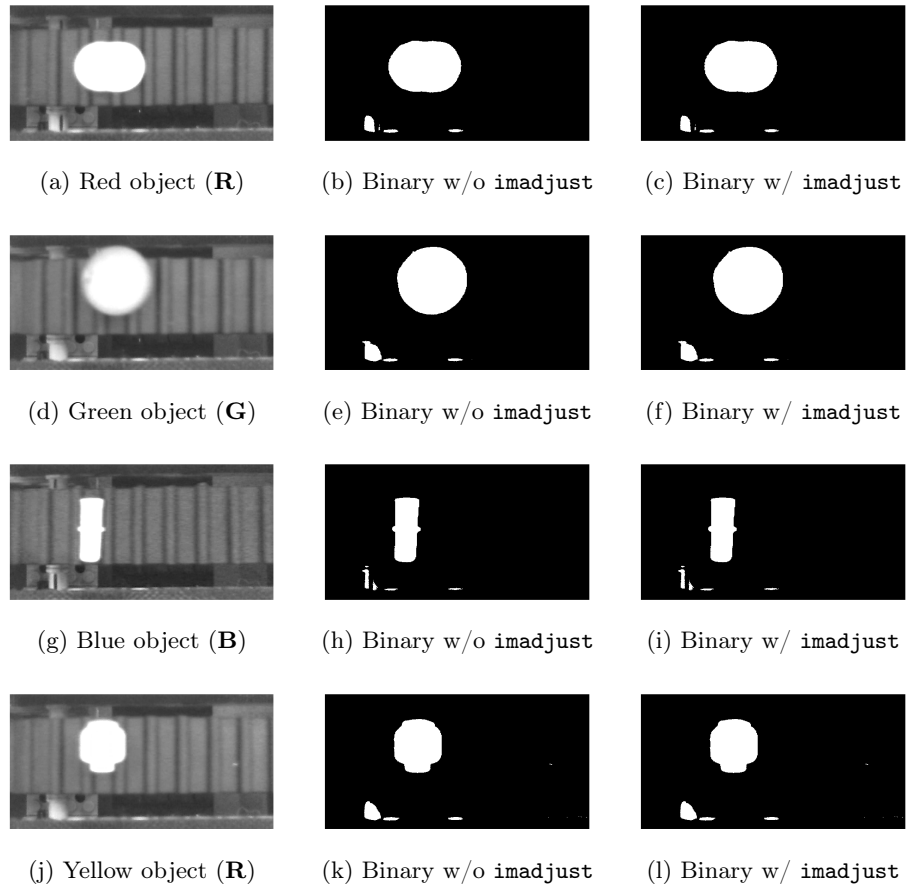 (a) Red object (R)
(b) Binary w/o imadjust
(c) Binary w/ imadjust
(d) Green object (G)
(e) Binary w/o imadjust
(f) Binary w/ imadjust
(g) Blue object (B)
(h) Binary w/o imadjust
(i) Binary w/ imadjust
(j) Yellow object (R)
(k) Binary w/o imadjust
(l) Binary w/ imadjust